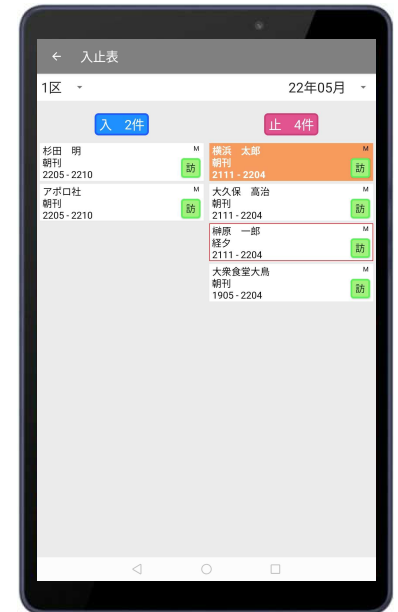 入止表
1区
22年05月
入 2件
止 4件
杉田 明
M
朝刊
訪
2205 - 2210
アポロ社
M
朝刊
訪
2205 - 2210
横浜 太郎
M
朝刊
訪
2111 - 2204
大久保 高治
M
朝刊
訪
2111 - 2204
榊原 一郎
M
経夕
訪
2111 - 2204
大衆食堂大鳥
M
朝刊
訪
1905 - 2204